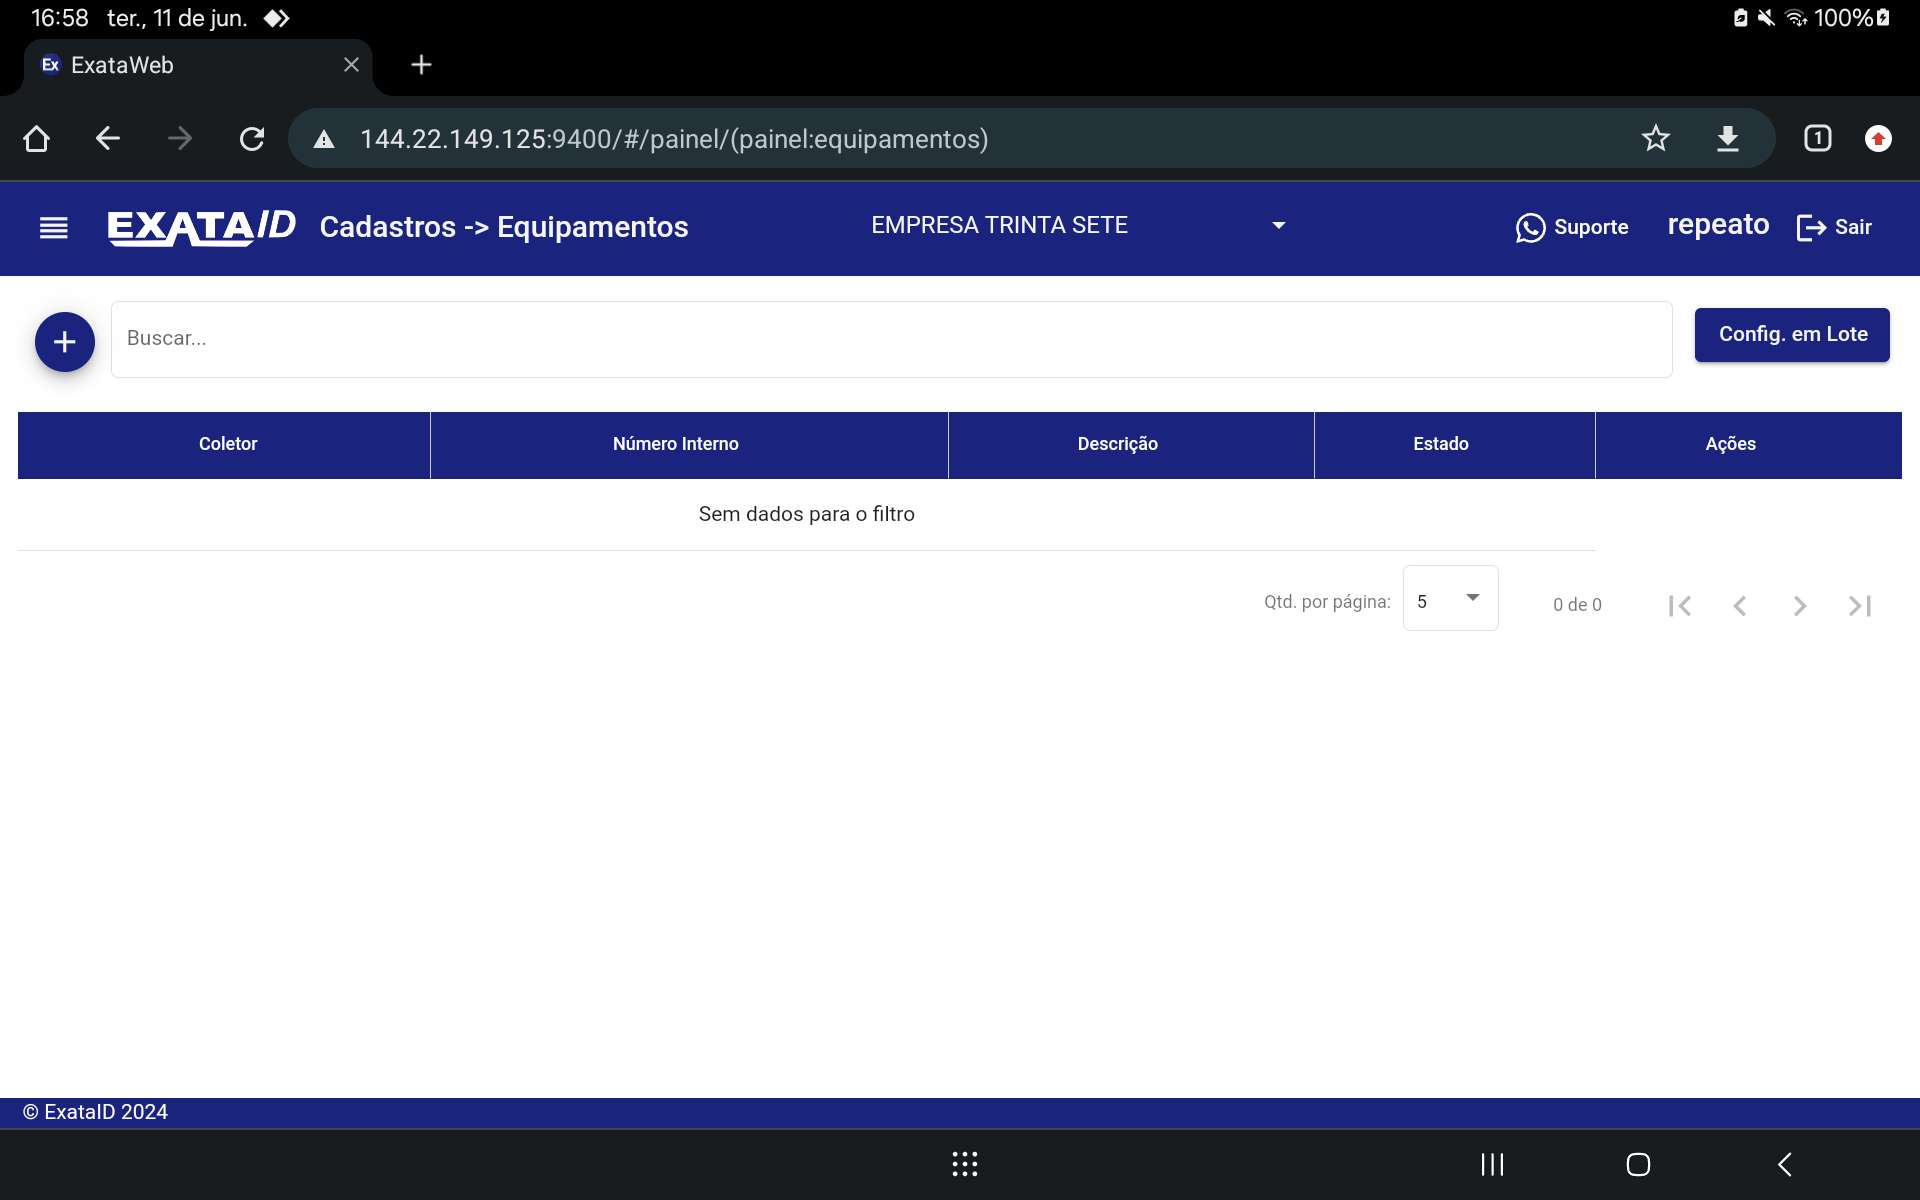 16:58 ter., 11 de jun. 100%
Ex ExataWeb
144.22.149.125:9400/#/painel/(painel:equipamentos) 1
EXATAID Cadastros -> Equipamentos EMPRESA TRINTA SETE Suporte repeato Sair
Buscar... Config. em Lote
Coletor Número Interno Descrição Estado Ações
Sem dados para o filtro
Qtd. por página: 5 0 de 0
© ExataID 2024